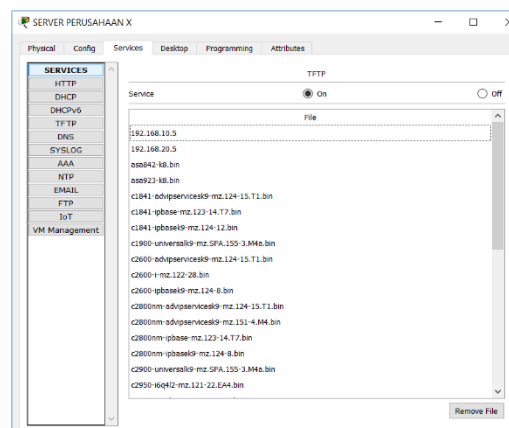 SERVER PERUSAHAAN X
Physical Config Services Desktop Programming Attributes
SERVICES
HTTP
DHCP
DHCPv6
TFTP
DNS
SYSLOG
AAA
NTP
EMAIL
FTP
IoT
VM Management
TFTP
Service On Off
File
192.168.10.5
192.168.20.5
asa842-k8.bin
asa923-k8.bin
c1841-advipservicesk9-mz.124-15.T1.bin
c1841-ipbase-mz.123-14.T7.bin
c1841-ipbasek9-mz.124-12.bin
c1900-universalk9-mz.SPA.155-3.M4a.bin
c2600-advipservicesk9-mz.124-15.T1.bin
c2600-i-mz.122-28.bin
c2600-ipbasek9-mz.124-8.bin
c2800nm-advipservicesk9-mz.124-15.T1.bin
c2800nm-advipservicesk9-mz.151-4.M4.bin
c2800nm-ipbase-mz.123-14.T7.bin
c2800nm-ipbasek9-mz.124-8.bin
c2900-universalk9-mz.SPA.155-3.M4a.bin
c2950-i6q4l2-mz.121-22.EA4.bin
Remove File